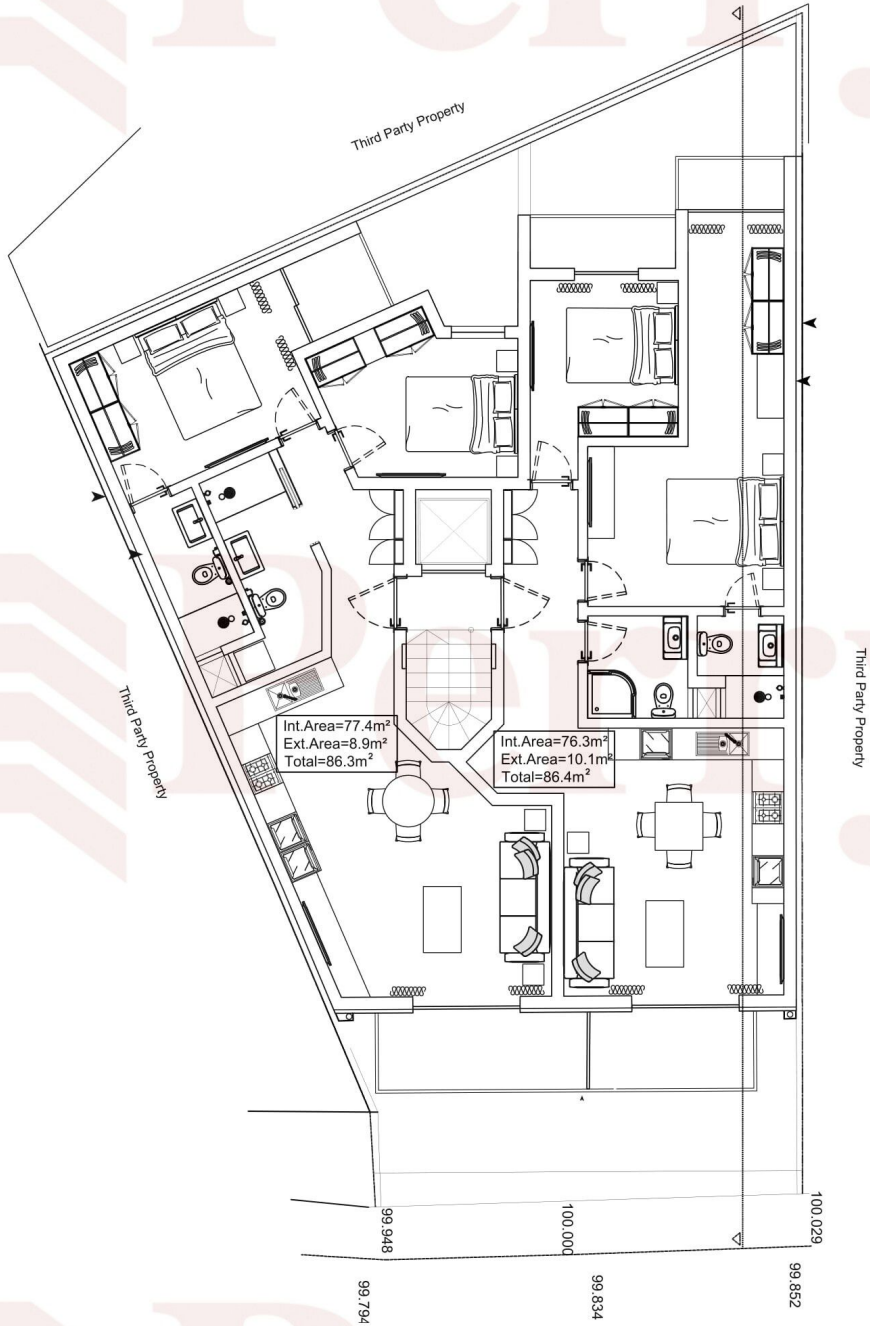 Perr
Third Party Property
Third Party Property
Perry
Third Party Property
Int.Area=77.4m²
Ext.Area=8.9m²
Total=86.3m²
Int.Area=76.3m²
Ext.Area=10.1m²
Total=86.4m²
100.029
99.948
100.000
99.852
99.834
99.794